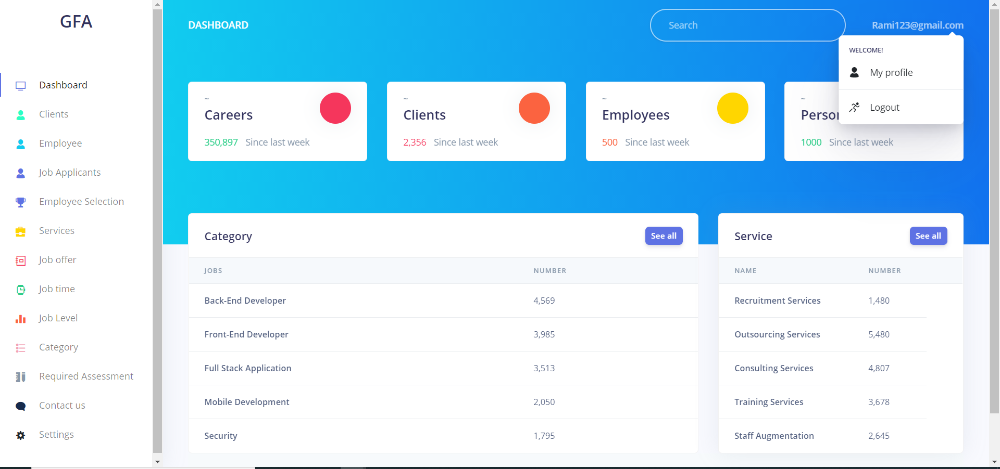 GFA
Dashboard
Clients
Employee
Job Applicants
Employee Selection
Services
Job offer
Job time
Job Level
Category
Required Assessment
Contact us
Settings
DASHBOARD
Search
Rami123@gmail.com
WELCOME!
My profile
Logout
~
Careers
350,897 Since last week
~
Clients
2,356 Since last week
~
Employees
500 Since last week
~
1000 Since last week
Category
See all
JOBS NUMBER
Back-End Developer 4,569
Front-End Developer 3,985
Full Stack Application 3,513
Mobile Development 2,050
Security 1,795
Service
See all
NAME NUMBER
Recruitment Services 1,480
Outsourcing Services 5,480
Consulting Services 4,807
Training Services 3,678
Staff Augmentation 2,645